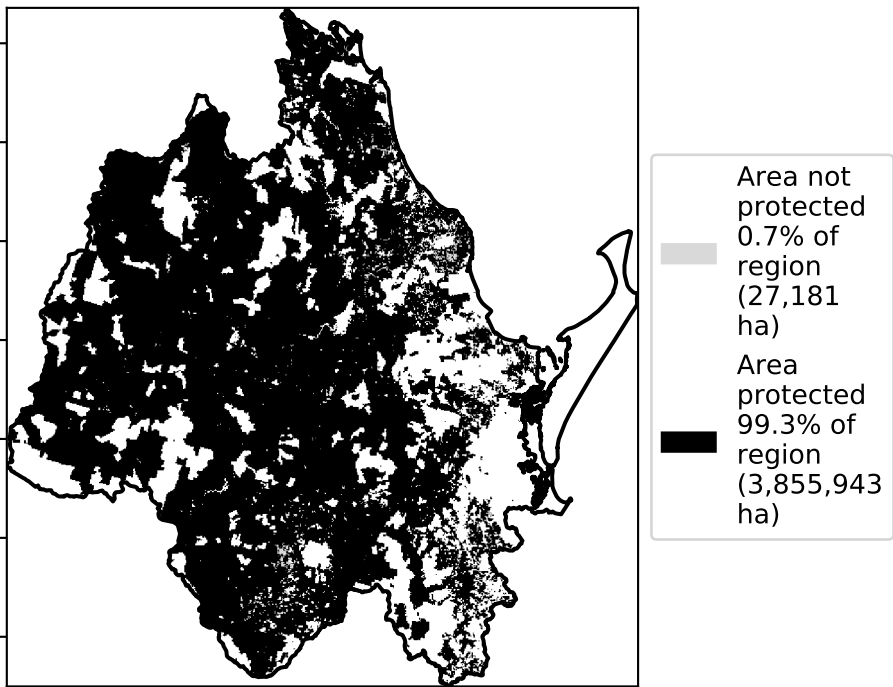 Area not
protected
0.7% of
region
(27,181
ha)
Area
protected
99.3% of
region
(3,855,943
ha)